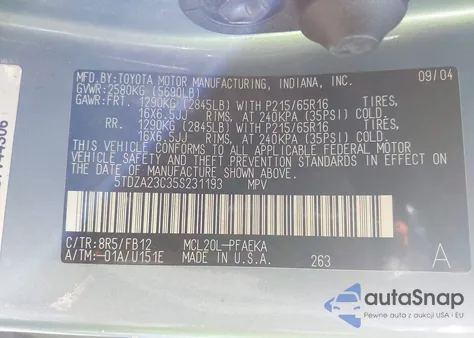 MFD.BY:TOYOTA MOTOR MANUFACTURING, INDIANA, INC. 09/04
GVWR:2580KG (5690LB)
GAWR:FRT. 1290KG (2845LB) WITH P215/65R16 TIRES,
16X6.5JJ RIMS, AT 240KPA (35PSI) COLD
RR. 1290KG (2845LB) WITH P215/65R16 TIRES,
16X6.5JJ RIMS, AT 240KPA (35PSI) COLD
THIS VEHICLE CONFORMS TO ALL APPLICABLE FEDERAL MOTOR
VEHICLE SAFETY AND BUMPER STANDARDS IN EFFECT ON THE DATE OF
MANUFACTURE SHOWN ABOVE.
5TDZA23C35S231193 MPV
C/TR:8R5/FB12 MCL20L-PFAEKA
A/TM:-01A/U151E MADE IN U.S.A. 263 A
autoSnap
Pewne auta z aukcji USA i EU